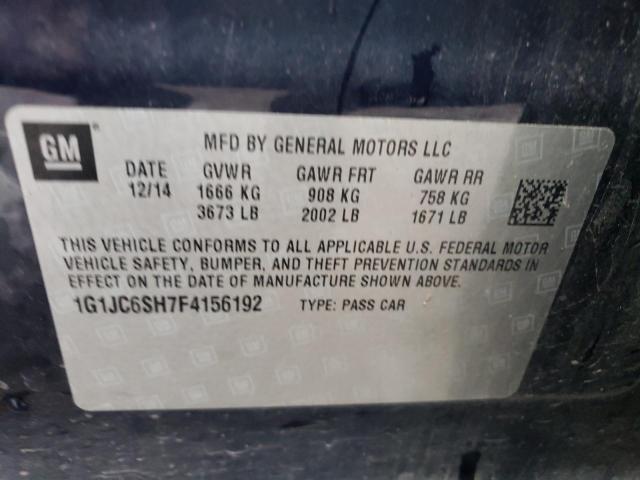 GM ®
MFD BY GENERAL MOTORS LLC
DATE GVWR GAWR FRT GAWR RR
12/14 1666 KG 908 KG 758 KG
3673 LB 2002 LB 1671 LB
THIS VEHICLE CONFORMS TO ALL APPLICABLE U.S. FEDERAL MOTOR
VEHICLE SAFETY, BUMPER, AND THEFT PREVENTION STANDARDS IN
EFFECT ON THE DATE OF MANUFACTURE SHOWN ABOVE.
1G1JC6SH7F4156192 TYPE: PASS CAR